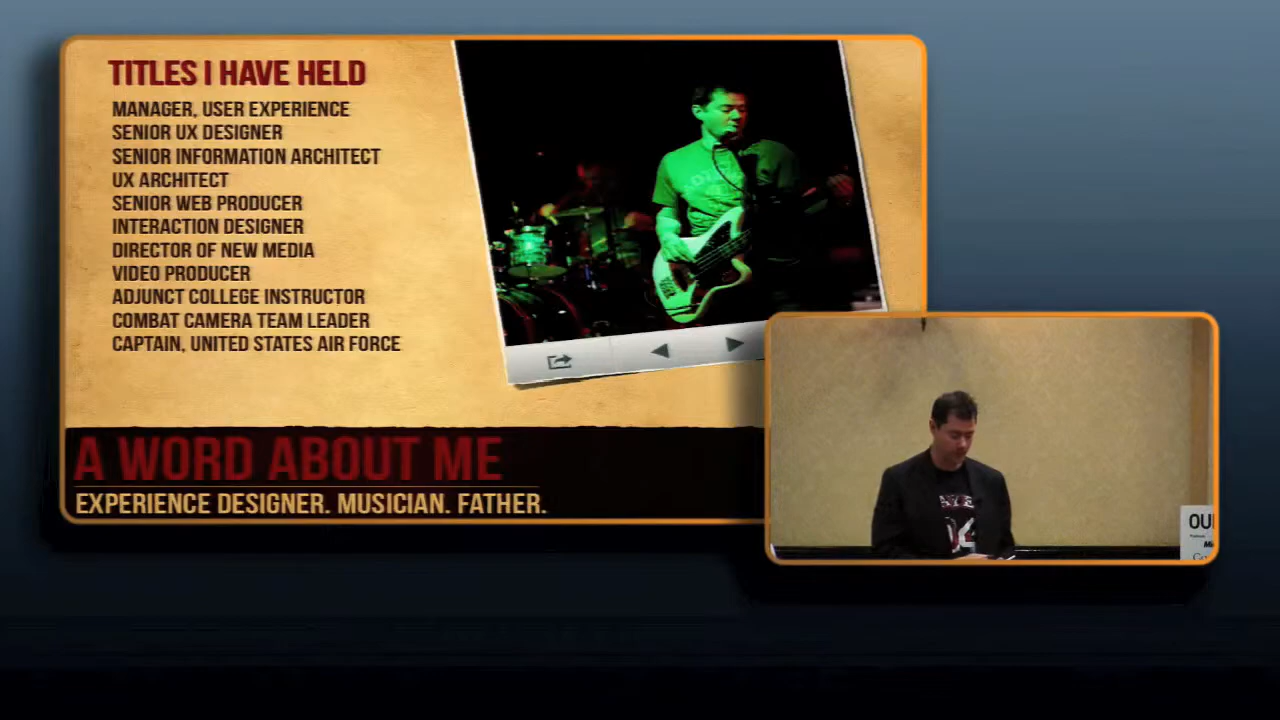 TITLES I HAVE HELD
MANAGER, USER EXPERIENCE
SENIOR UX DESIGNER
SENIOR INFORMATION ARCHITECT
UX ARCHITECT
SENIOR WEB PRODUCER
INTERACTION DESIGNER
DIRECTOR OF NEW MEDIA
VIDEO PRODUCER
ADJUNCT COLLEGE INSTRUCTOR
COMBAT CAMERA TEAM LEADER
CAPTAIN, UNITED STATES AIR FORCE
A WORD ABOUT ME
EXPERIENCE DESIGNER. MUSICIAN. FATHER.
OU